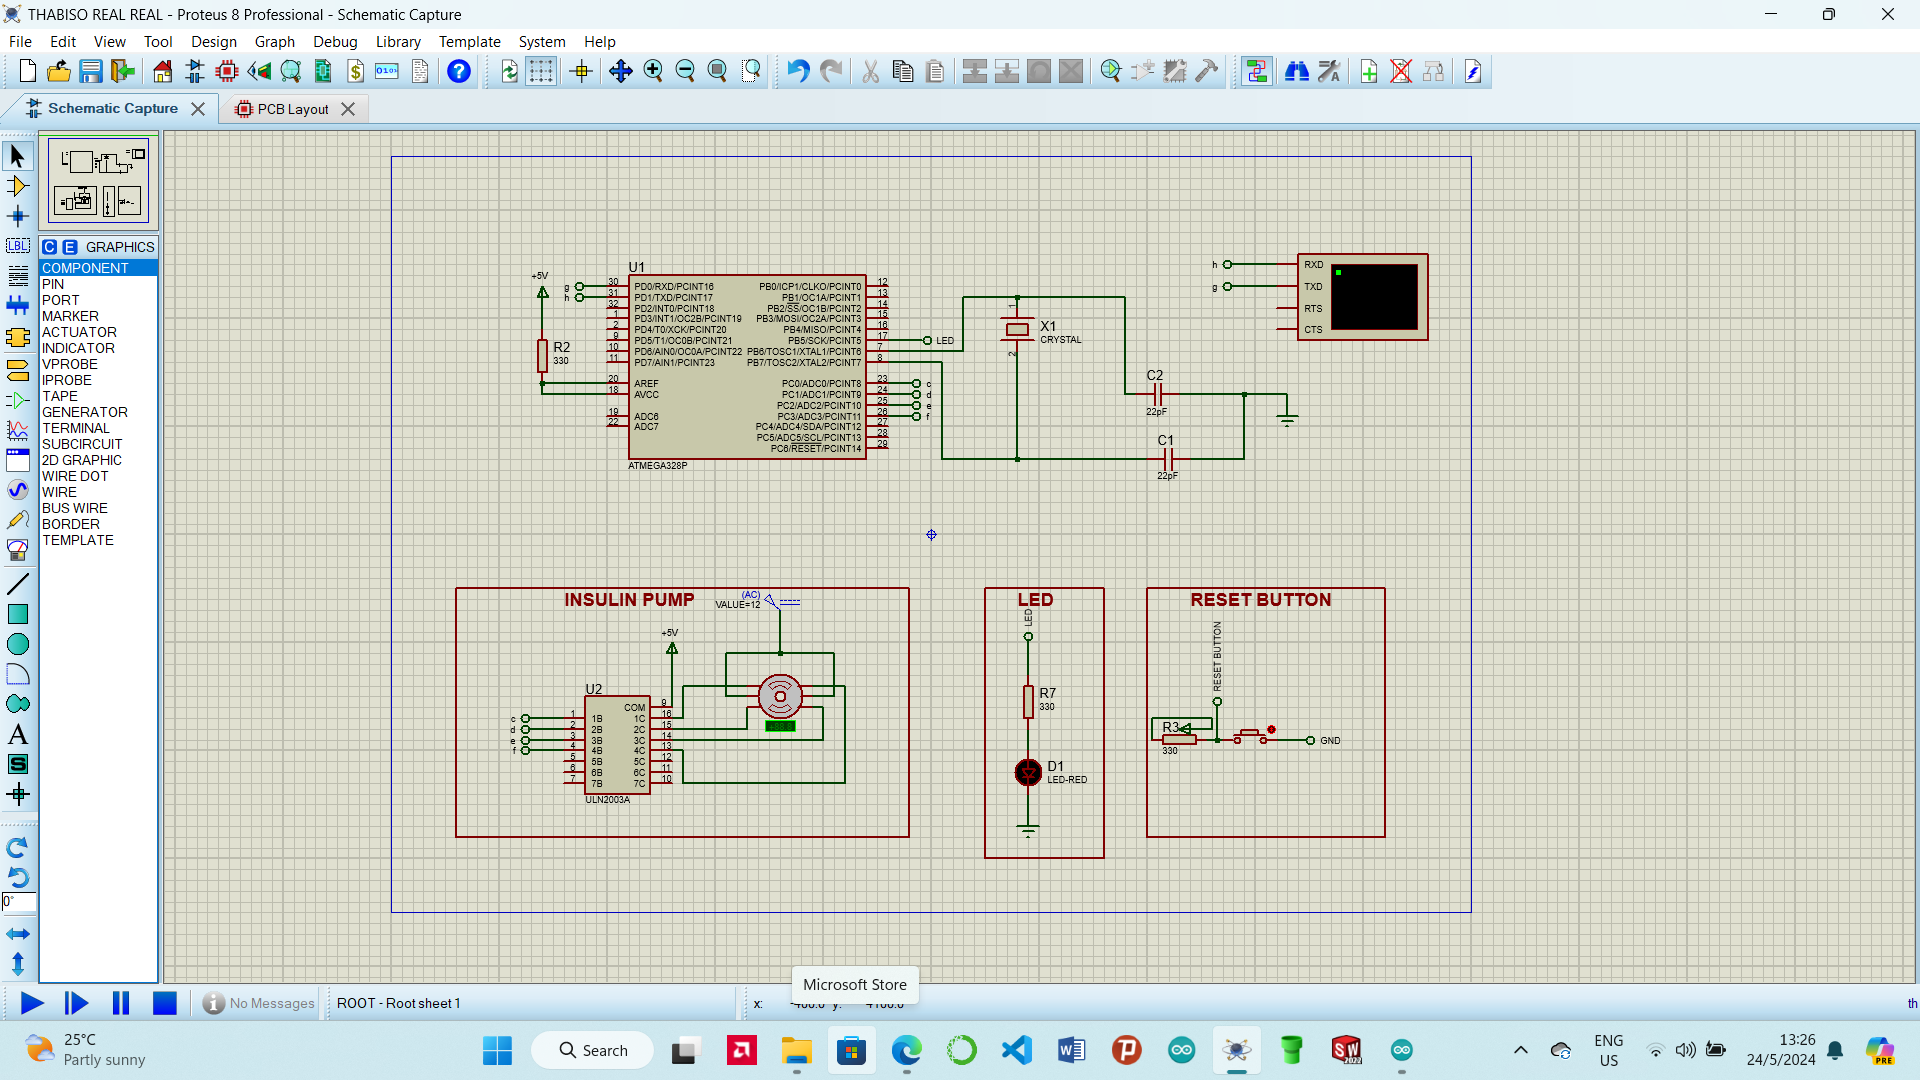 THABISO REAL REAL - Proteus 8 Professional - Schematic Capture
File Edit View Tool Design Graph Debug Library Template System Help
Schematic Capture
PCB Layout
C E GRAPHICS
COMPONENT
PIN
PORT
MARKER
ACTUATOR
INDICATOR
VPROBE
IPROBE
TAPE
GENERATOR
TERMINAL
SUBCIRCUIT
2D GRAPHIC
WIRE DOT
WIRE
BUS WIRE
BORDER
TEMPLATE
LBL
A
S
0°
+5V
R2
330
g
h
U1
30 PD0/RXD/PCINT16
31 PD1/TXD/PCINT17
32 PD2/INT0/PCINT18
1 PD3/INT1/OC2B/PCINT19
2 PD4/T0/XCK/PCINT20
9 PD5/T1/OC0B/PCINT21
10 PD6/AIN0/OC0A/PCINT22
11 PD7/AIN1/PCINT23
20 AREF
18 AVCC
19 ADC6
22 ADC7
PB0/ICP1/CLKO/PCINT0 12
PB1/OC1A/PCINT1 13
PB2/SS/OC1B/PCINT2 14
PB3/MOSI/OC2A/PCINT3 15
PB4/MISO/PCINT4 16
PB5/SCK/PCINT5 17 LED
PB6/TOSC1/XTAL1/PCINT6 7
PB7/TOSC2/XTAL2/PCINT7 8
PC0/ADC0/PCINT8 23 c
PC1/ADC1/PCINT9 24 d
PC2/ADC2/PCINT10 25 e
PC3/ADC3/PCINT11 26 f
PC4/ADC4/SDA/PCINT12 27
PC5/ADC5/SCL/PCINT13 28
PC6/RESET/PCINT14 29
ATMEGA328P
1
2
X1
CRYSTAL
C2
22pF
C1
22pF
h RXD
g TXD
RTS
CTS
INSULIN PUMP
(AC)
VALUE=12
+5V
U2
c 1 1B
d 2 2B
e 3 3B
f 4 4B
5 5B
6 6B
7 7B
COM 9
1C 16
2C 15
3C 14
4C 13
5C 12
6C 11
7C 10
ULN2003A
LED
LED
R7
330
D1
LED-RED
RESET BUTTON
RESET BUTTON
R3
330
GND
Microsoft Store
No Messages
ROOT - Root sheet 1
x:
y:
th
25°C
Partly sunny
Search
ENG
US
13:26
24/5/2024
PRE